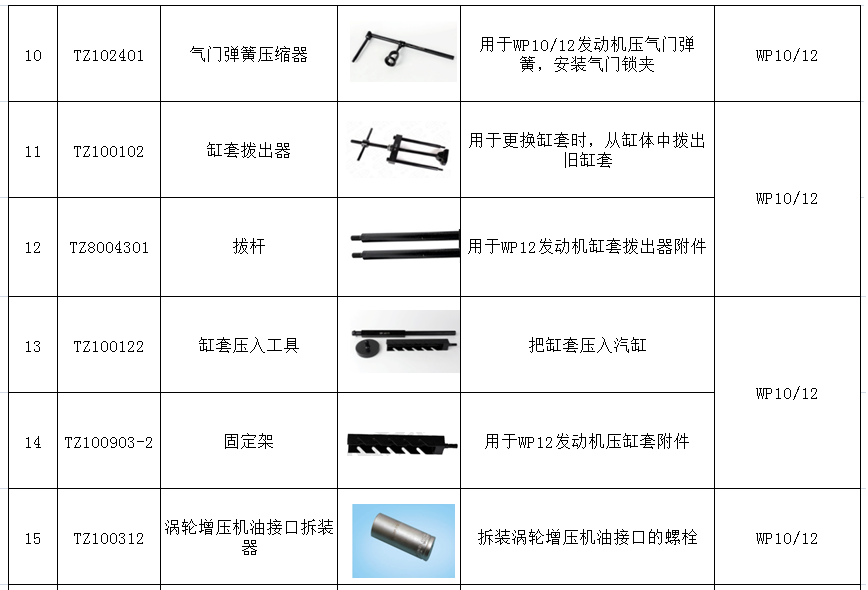 10 TZ102401 气门弹簧压缩器 用于WP10/12发动机压气门弹
簧，安装气门锁夹 WP10/12
11 TZ100102 缸套拨出器 用于更换缸套时，从缸体中拨出
旧缸套
WP10/12
12 TZ8004301 拔杆 用于WP12发动机缸套拨出器附件
13 TZ100122 缸套压入工具 把缸套压入汽缸
WP10/12
14 TZ100903-2 固定架 用于WP12发动机压缸套附件
15 TZ100312 涡轮增压机油接口拆装
器 拆装涡轮增压机油接口的螺栓 WP10/12